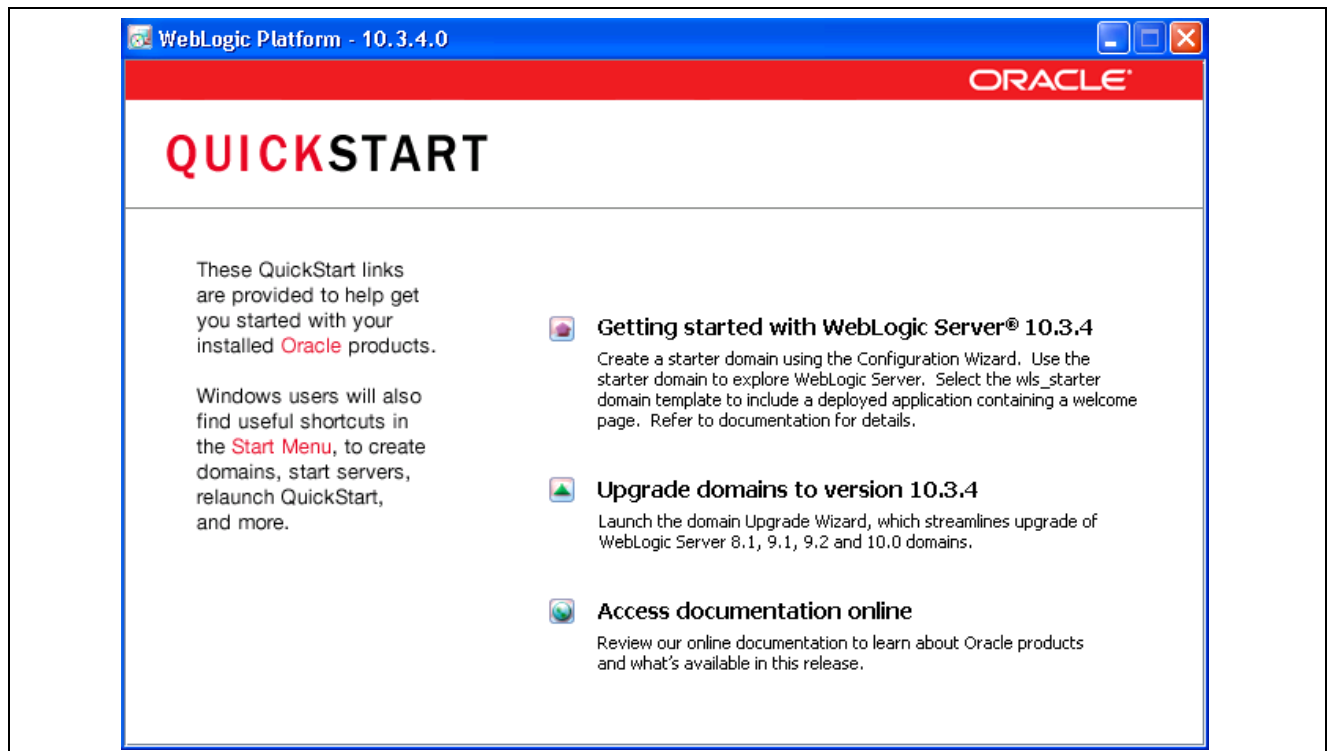 WebLogic Platform - 10.3.4.0
ORACLE®
QUICKSTART
These QuickStart links
are provided to help get
you started with your
installed Oracle products.
Windows users will also
find useful shortcuts in
the Start Menu, to create
domains, start servers,
relaunch QuickStart,
and more.
Getting started with WebLogic Server® 10.3.4
Create a starter domain using the Configuration Wizard. Use the
starter domain to explore WebLogic Server. Select the wls_starter
domain template to include a deployed application containing a welcome
page. Refer to documentation for details.
Upgrade domains to version 10.3.4
Launch the domain Upgrade Wizard, which streamlines upgrade of
WebLogic Server 8.1, 9.1, 9.2 and 10.0 domains.
Access documentation online
Review our online documentation to learn about Oracle products
and what's available in this release.